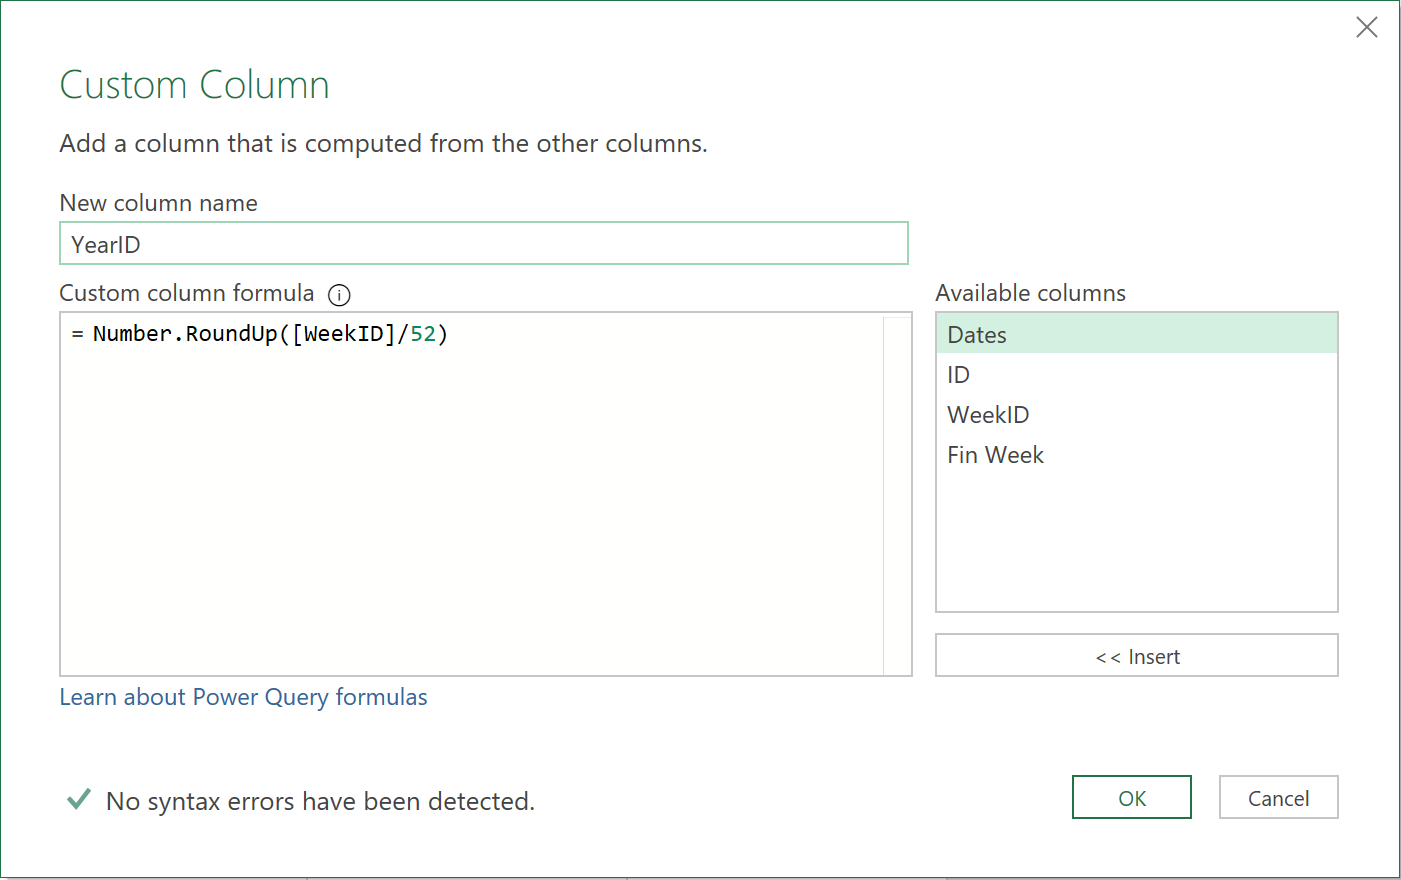 Custom Column
Add a column that is computed from the other columns.
New column name
YearID
Custom column formula
Available columns
= Number.RoundUp([WeekID]/52)
Dates
ID
WeekID
Fin Week
<< Insert
Learn about Power Query formulas
No syntax errors have been detected.
OK
Cancel